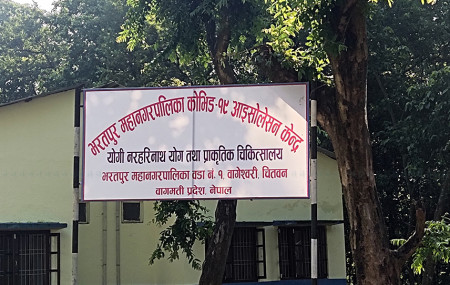 भरतपुर महानगरपालिका कोभिड-१९ आइसोलेसन केन्द्र
योगी नरहरिनाथ योग तथा प्राकृतिक चिकित्सालय
भरतपुर महानगरपालिका वडा नं. १, बागेश्वरी, चितवन
बागमती प्रदेश, नेपाल